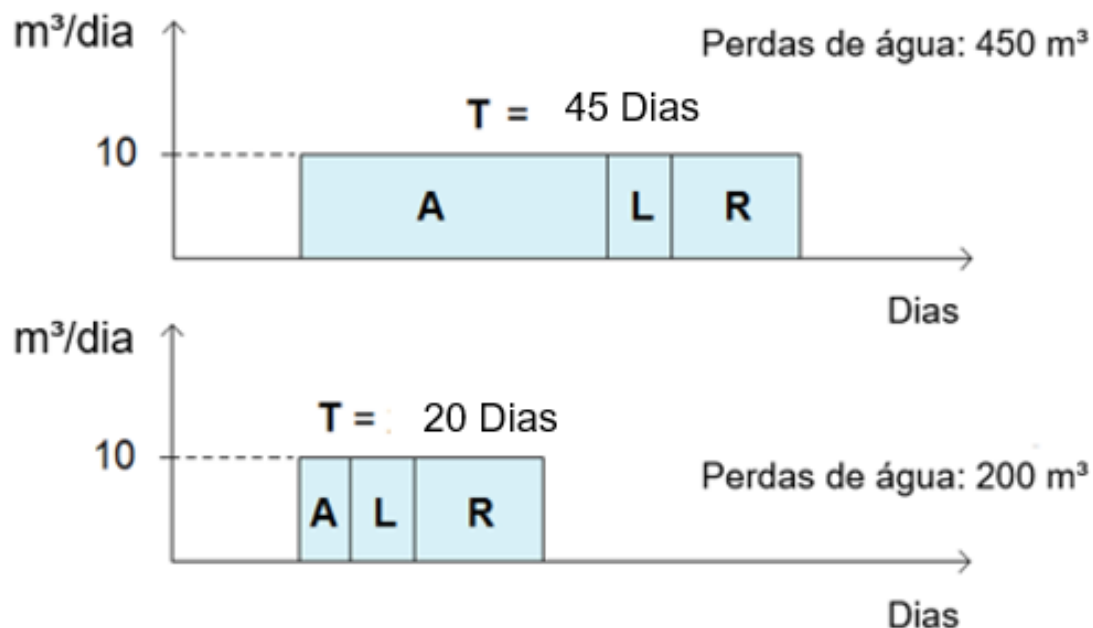 m³/dia
Perdas de água: 450 m³
T = 45 Dias
10
A L R
Dias
m³/dia
T = 20 Dias
10
Perdas de água: 200 m³
A L R
Dias